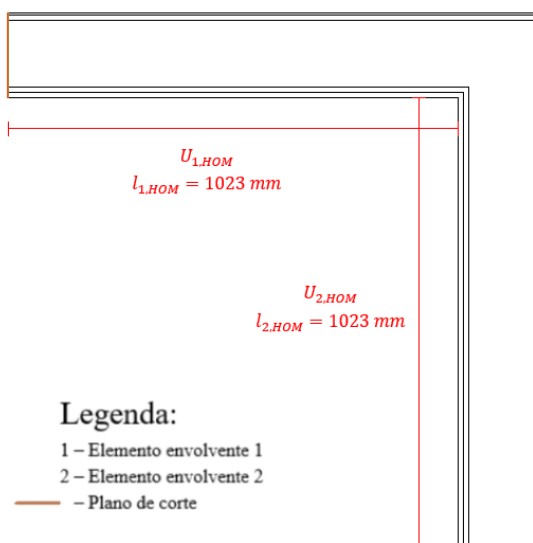 U1,HOM
l1,HOM = 1023 mm
U2,HOM
l2,HOM = 1023 mm
Legenda:
1 – Elemento envolvente 1
2 – Elemento envolvente 2
– Plano de corte